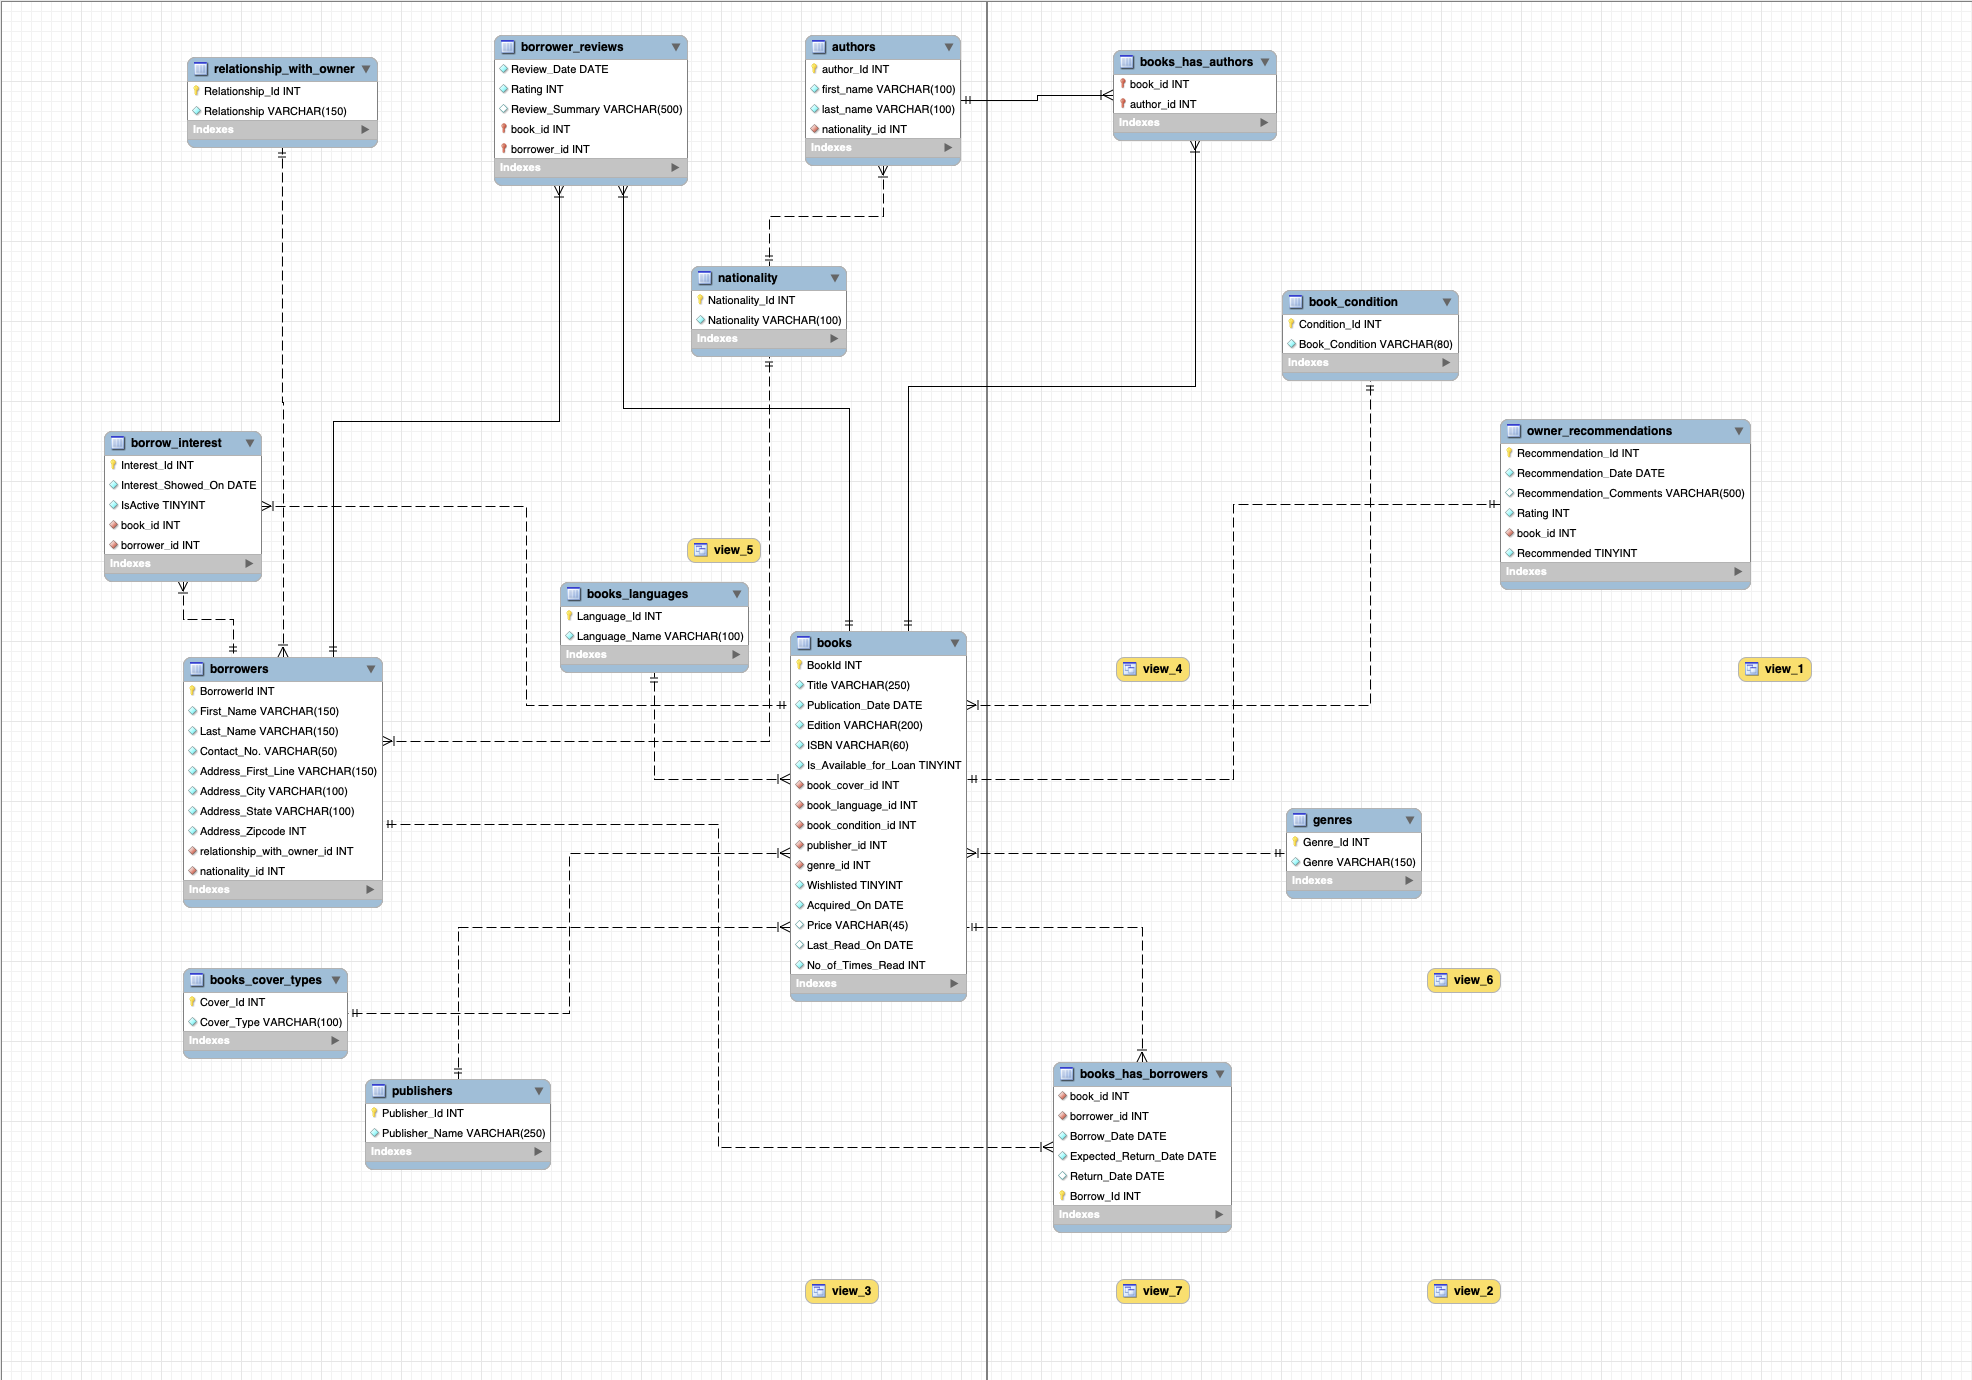 relationship_with_owner
Relationship_Id INT
Relationship VARCHAR(150)
Indexes
borrower_reviews
Review_Date DATE
Rating INT
Review_Summary VARCHAR(500)
book_id INT
borrower_id INT
Indexes
authors
author_Id INT
first_name VARCHAR(100)
last_name VARCHAR(100)
nationality_id INT
Indexes
books_has_authors
book_id INT
author_id INT
Indexes
nationality
Nationality_Id INT
Nationality VARCHAR(100)
Indexes
book_condition
Condition_Id INT
Book_Condition VARCHAR(80)
Indexes
borrow_interest
Interest_Id INT
Interest_Showed_On DATE
IsActive TINYINT
book_id INT
borrower_id INT
Indexes
owner_recommendations
Recommendation_Id INT
Recommendation_Date DATE
Recommendation_Comments VARCHAR(500)
Rating INT
book_id INT
Recommended TINYINT
Indexes
view_5
books_languages
Language_Id INT
Language_Name VARCHAR(100)
Indexes
borrowers
BorrowerId INT
First_Name VARCHAR(150)
Last_Name VARCHAR(150)
Contact_No. VARCHAR(50)
Address_First_Line VARCHAR(150)
Address_City VARCHAR(100)
Address_State VARCHAR(100)
Address_Zipcode INT
relationship_with_owner_id INT
nationality_id INT
Indexes
books
BookId INT
Title VARCHAR(250)
Publication_Date DATE
Edition VARCHAR(200)
ISBN VARCHAR(60)
Is_Available_for_Loan TINYINT
book_cover_id INT
book_language_id INT
book_condition_id INT
publisher_id INT
genre_id INT
Wishlisted TINYINT
Acquired_On DATE
Price VARCHAR(45)
Last_Read_On DATE
No_of_Times_Read INT
Indexes
view_4
view_1
genres
Genre_Id INT
Genre VARCHAR(150)
Indexes
books_cover_types
Cover_Id INT
Cover_Type VARCHAR(100)
Indexes
view_6
publishers
Publisher_Id INT
Publisher_Name VARCHAR(250)
Indexes
books_has_borrowers
book_id INT
borrower_id INT
Borrow_Date DATE
Expected_Return_Date DATE
Return_Date DATE
Borrow_Id INT
Indexes
view_3
view_7
view_2